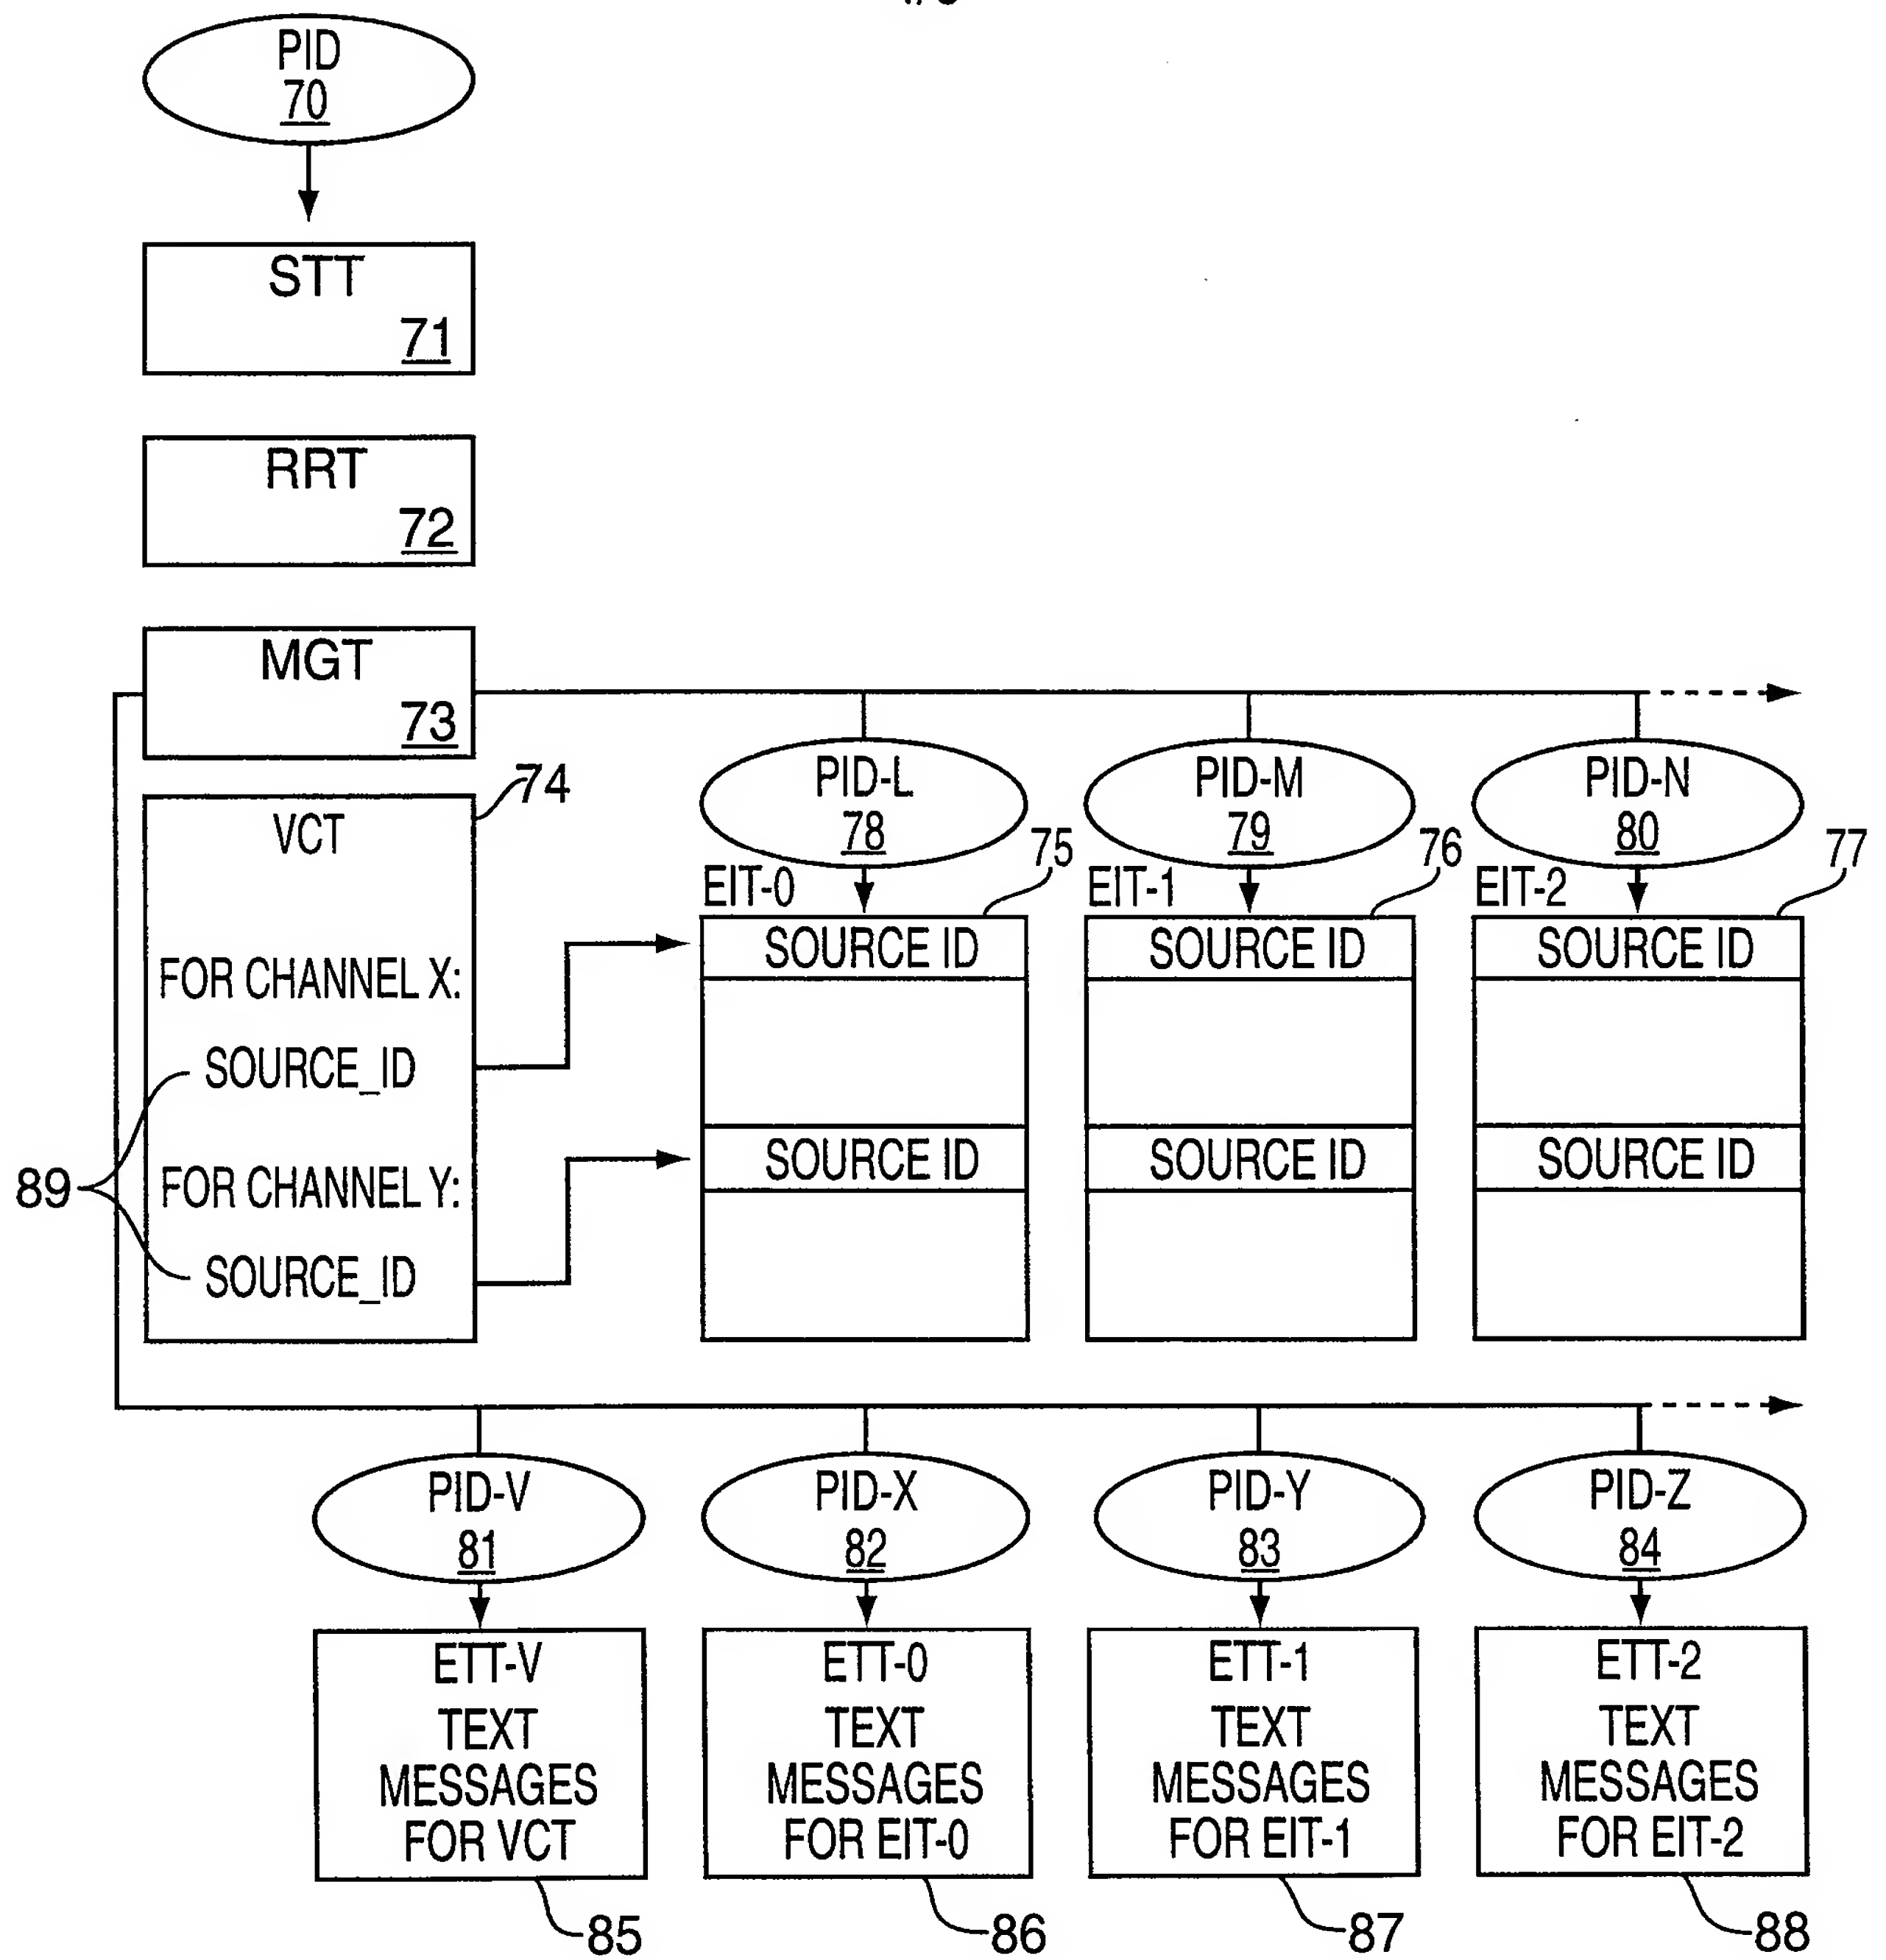 PID
70
STT
71
RRT
72
MGT
73
74
VCT
FOR CHANNEL X:
SOURCE_ID
FOR CHANNEL Y:
SOURCE_ID
89
PID-L
78
75
EIT-0
SOURCE ID
SOURCE ID
PID-M
79
76
EIT-1
SOURCE ID
SOURCE ID
PID-N
80
77
EIT-2
SOURCE ID
SOURCE ID
PID-V
81
ETT-V
TEXT
MESSAGES
FOR VCT
85
PID-X
82
ETT-0
TEXT
MESSAGES
FOR EIT-0
86
PID-Y
83
ETT-1
TEXT
MESSAGES
FOR EIT-1
87
PID-Z
84
ETT-2
TEXT
MESSAGES
FOR EIT-2
88